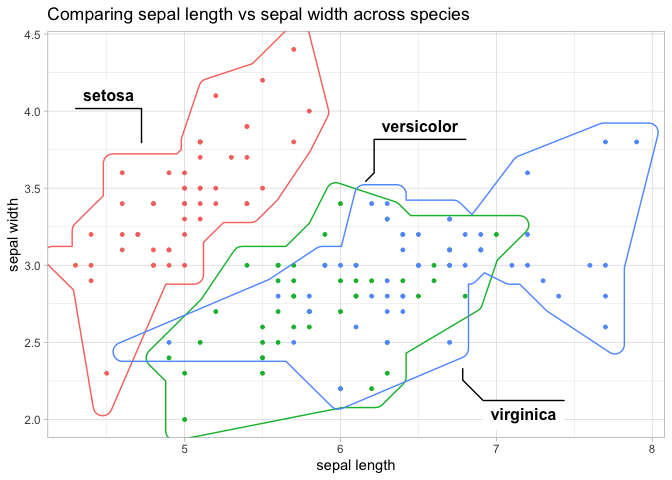 Comparing sepal length vs sepal width across species
4.5
4.0
3.5
3.0
2.5
2.0
sepal width
setosa
versicolor
virginica
5
6
7
8
sepal length